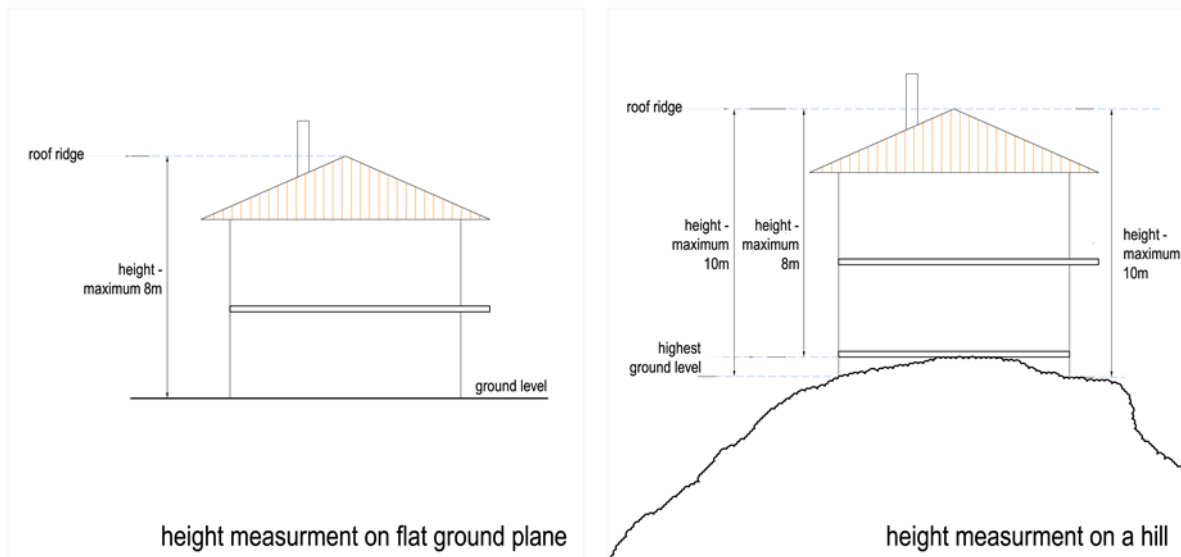 roof ridge
height -
maximum 8m
ground level
height measurment on flat ground plane
roof ridge
height -
maximum
10m
height -
maximum
8m
height -
maximum
10m
highest
ground level
height measurment on a hill